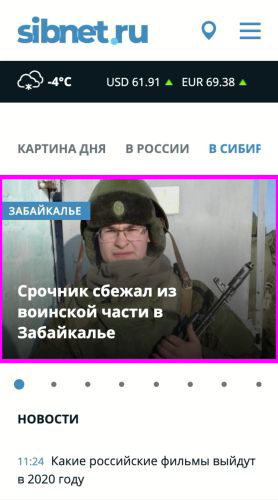 sibnet.ru
-4°C USD 61.91 EUR 69.38
КАРТИНА ДНЯ В РОССИИ В СИБИР
ЗАБАЙКАЛЬЕ
Срочник сбежал из
воинской части в
Забайкалье
НОВОСТИ
11:24 Какие российские фильмы выйдут
в 2020 году